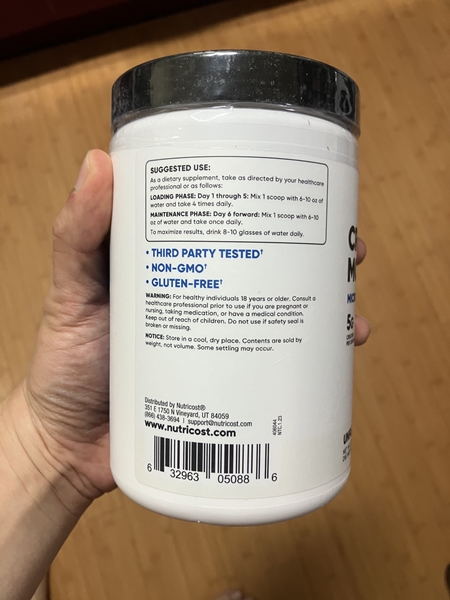 SUGGESTED USE:
As a dietary supplement, take as directed by your healthcare
professional or as follows:
LOADING PHASE: Day 1 through 5: Mix 1 scoop with 6-10 oz of
water and take 4 times daily.
MAINTENANCE PHASE: Day 6 forward: Mix 1 scoop with 6-10
oz of water and take once daily.
To maximize results, drink 8-10 glasses of water daily.
• THIRD PARTY TESTED†
• NON-GMO†
• GLUTEN-FREE†
WARNING: For healthy individuals 18 years or older. Consult a
healthcare professional prior to use if you are pregnant or
nursing, taking medication, or have a medical condition.
Keep out of reach of children. Do not use if safety seal is
broken or missing.
NOTICE: Store in a cool, dry place. Contents are sold by
weight, not volume. Some settling may occur.
Distributed by Nutricost®
351 E 1750 N Vineyard, UT 84059
(866) 438-3694 | support@nutricost.com
www.nutricost.com
6 32963 05088 6